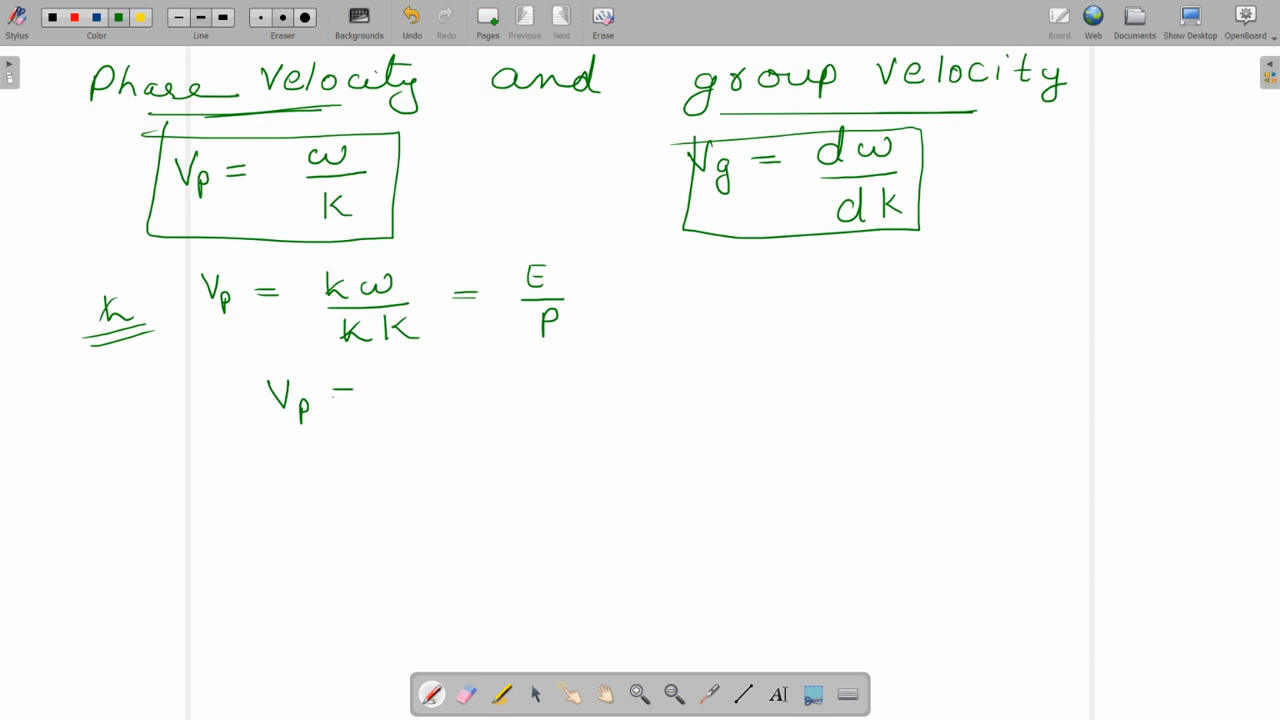 Stylus Color Line Eraser Backgrounds Undo Redo Pages Previous Next Erase Board Web Documents Show Desktop OpenBoard
Phase velocity and group velocity
Vp = ω/k
Vg = dω/dk
ħ
Vp = ħω/ħk = E/P
Vp =